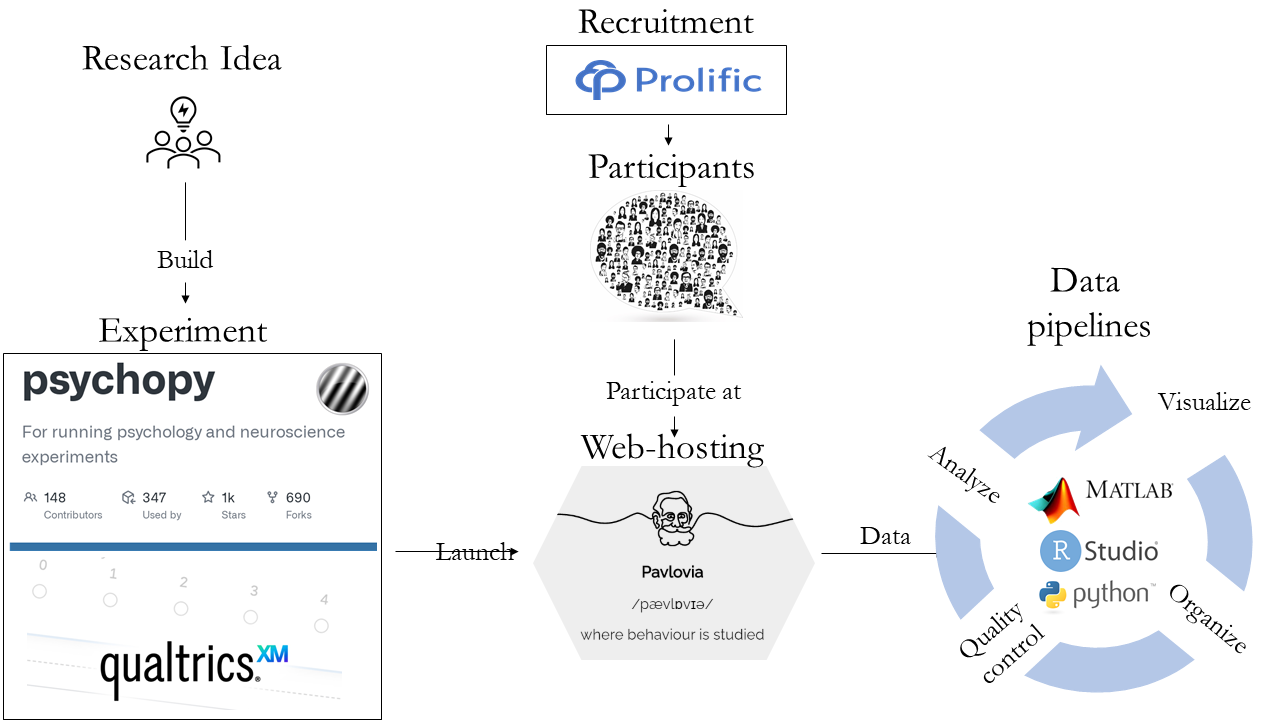 Research Idea
Build
Experiment
psychopy
For running psychology and neuroscience
experiments
148
Contributors
347
Used by
1k
Stars
690
Forks
0
1
2
3
4
qualtrics.XM
Launch
Recruitment
Prolific
Participants
Participate at
Web-hosting
Pavlovia
/pævlɒvɪə/
where behaviour is studied
Data
Data
pipelines
Visualize
Analyze
MATLAB
R Studio
python™
Organize
Quality
control